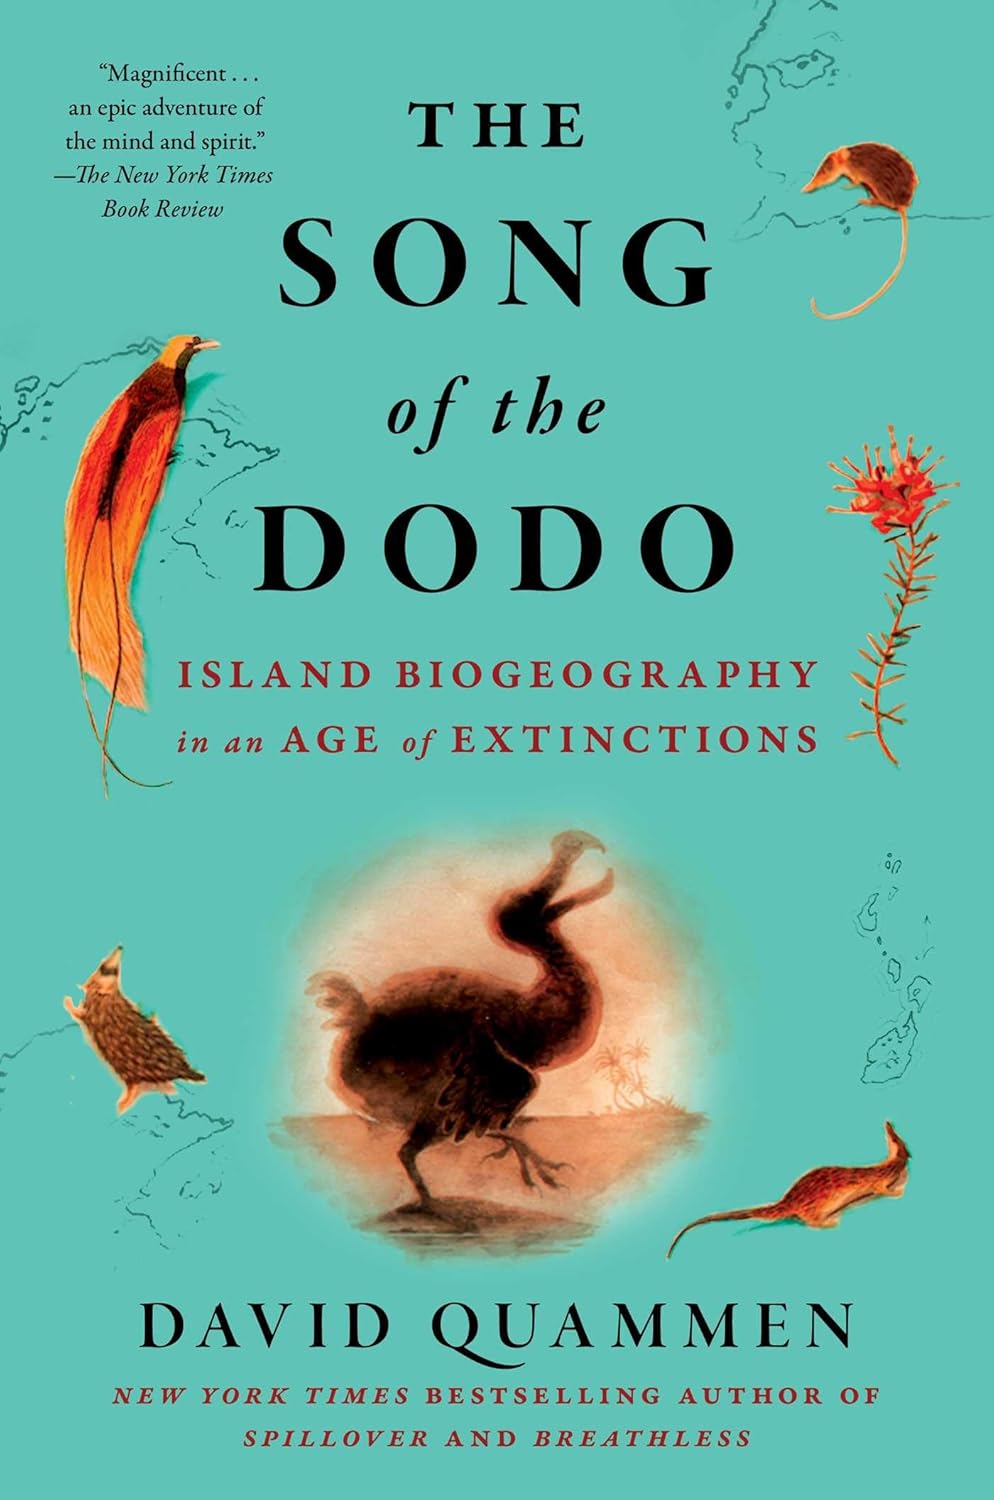 “Magnificent . . .
an epic adventure of
the mind and spirit.”
—The New York Times
Book Review
THE
SONG
of the
DODO
ISLAND BIOGEOGRAPHY
in an AGE of EXTINCTIONS
DAVID QUAMMEN
NEW YORK TIMES BESTSELLING AUTHOR OF
SPILLOVER AND BREATHLESS